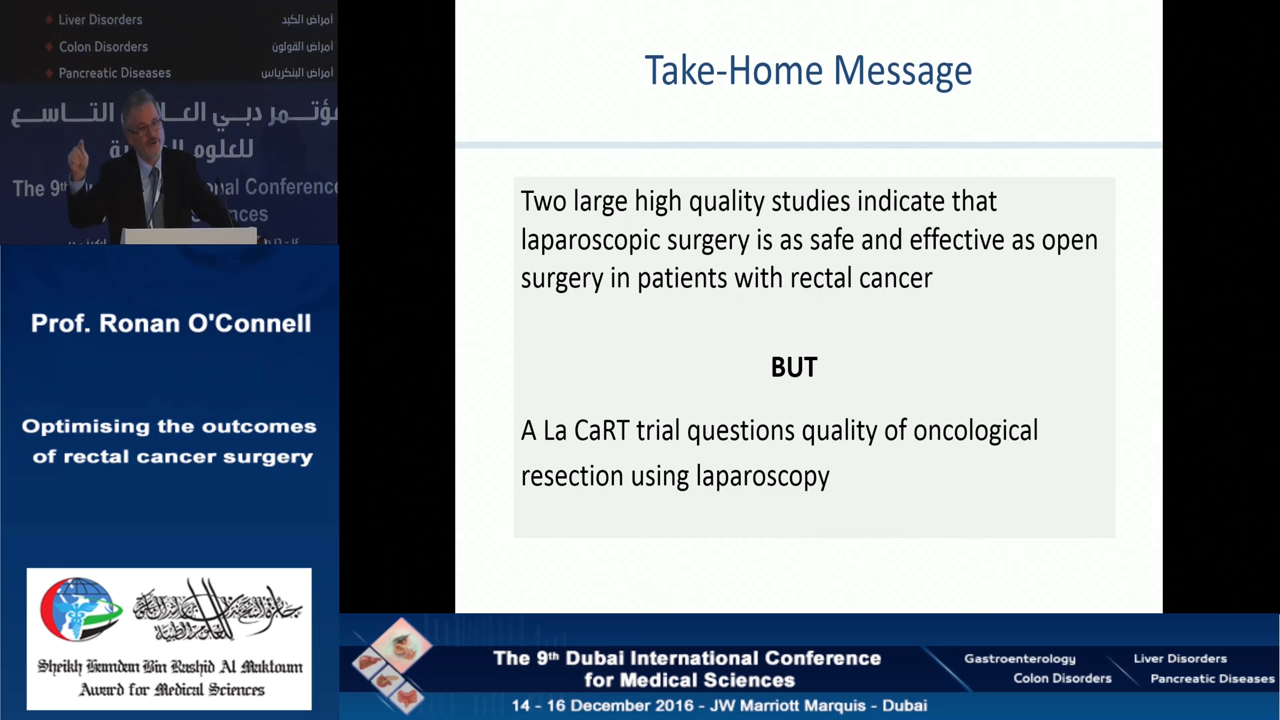 Liver Disorders
أمراض الكبد
Colon Disorders
أمراض القولون
Pancreatic Diseases
أمراض البنكرياس
التـــاســـع
للعلوم
The 9th
Conference
Take-Home Message
Two large high quality studies indicate that
laparoscopic surgery is as safe and effective as open
surgery in patients with rectal cancer
BUT
A La CaRT trial questions quality of oncological
resection using laparoscopy
Prof. Ronan O'Connell
Optimising the outcomes
of rectal cancer surgery
Sheikh Hamdan Bin Rashid Al Maktoum
Award for Medical Sciences
The 9th Dubai International Conference
for Medical Sciences
14 - 16 December 2016 - JW Marriott Marquis - Dubai
Gastroenterology
Liver Disorders
Colon Disorders
Pancreatic Diseases